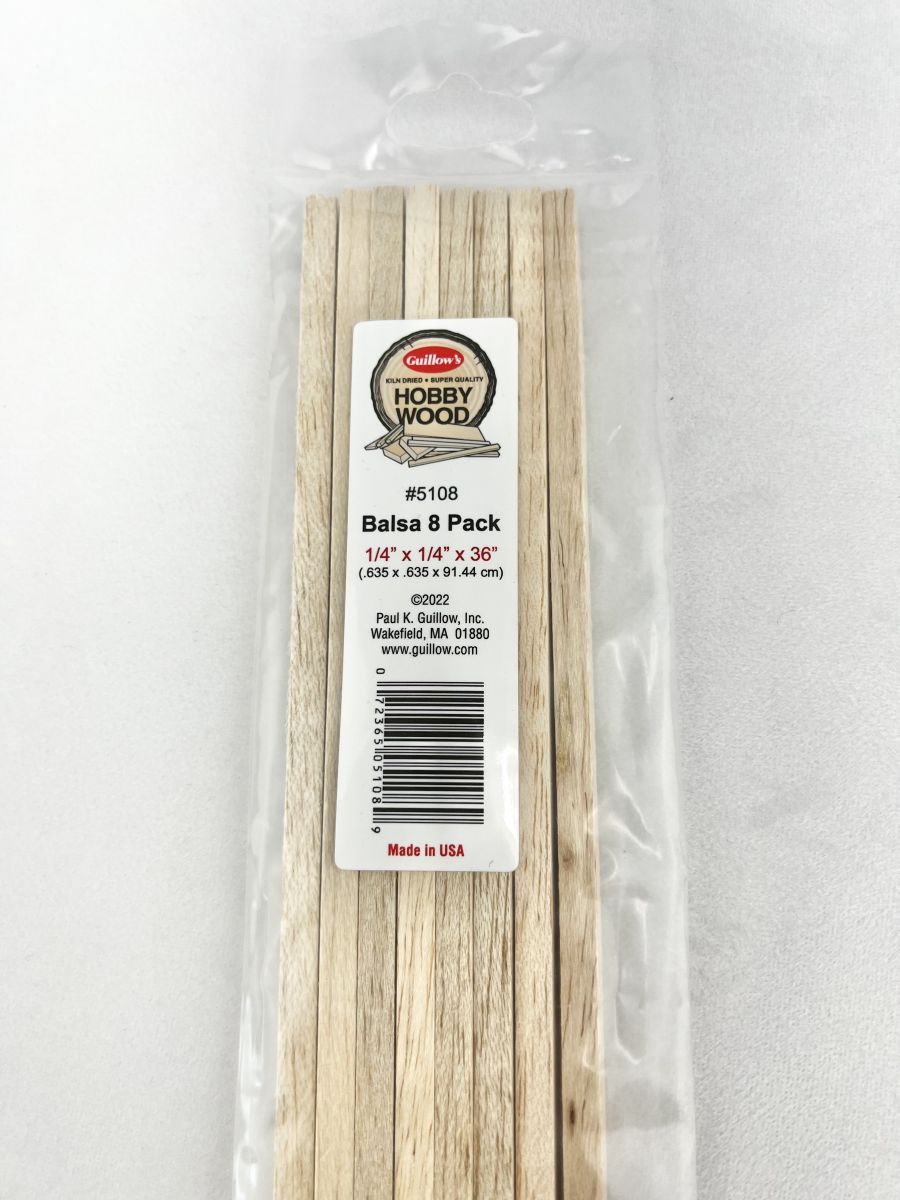 Guillow's
KILN DRIED • SUPER QUALITY
HOBBY
WOOD
#5108
Balsa 8 Pack
1/4” x 1/4” x 36”
(.635 x .635 x 91.44 cm)
©2022
Paul K. Guillow, Inc.
Wakefield, MA 01880
www.guillow.com
0 72365 05108 9
Made in USA